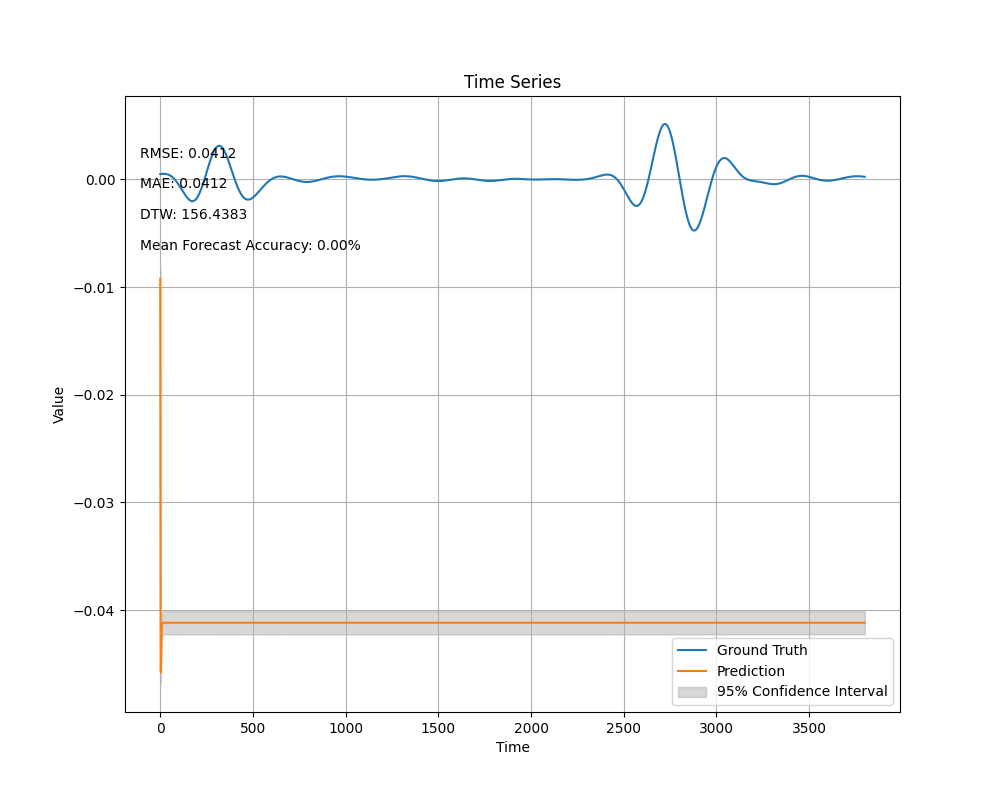 Time Series
RMSE: 0.0412
MAE: 0.0412
DTW: 156.4383
Mean Forecast Accuracy: 0.00%
0.00
−0.01
−0.02
−0.03
−0.04
Value
Ground Truth
Prediction
95% Confidence Interval
0 500 1000 1500 2000 2500 3000 3500
Time